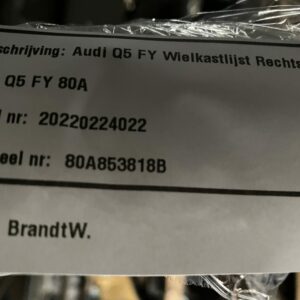 schrijving: Audi Q5 FY Wielkastlijst Rechts
Q5 FY 80A
nr: 20220224022
eel nr: 80A853818B
BrandtW.